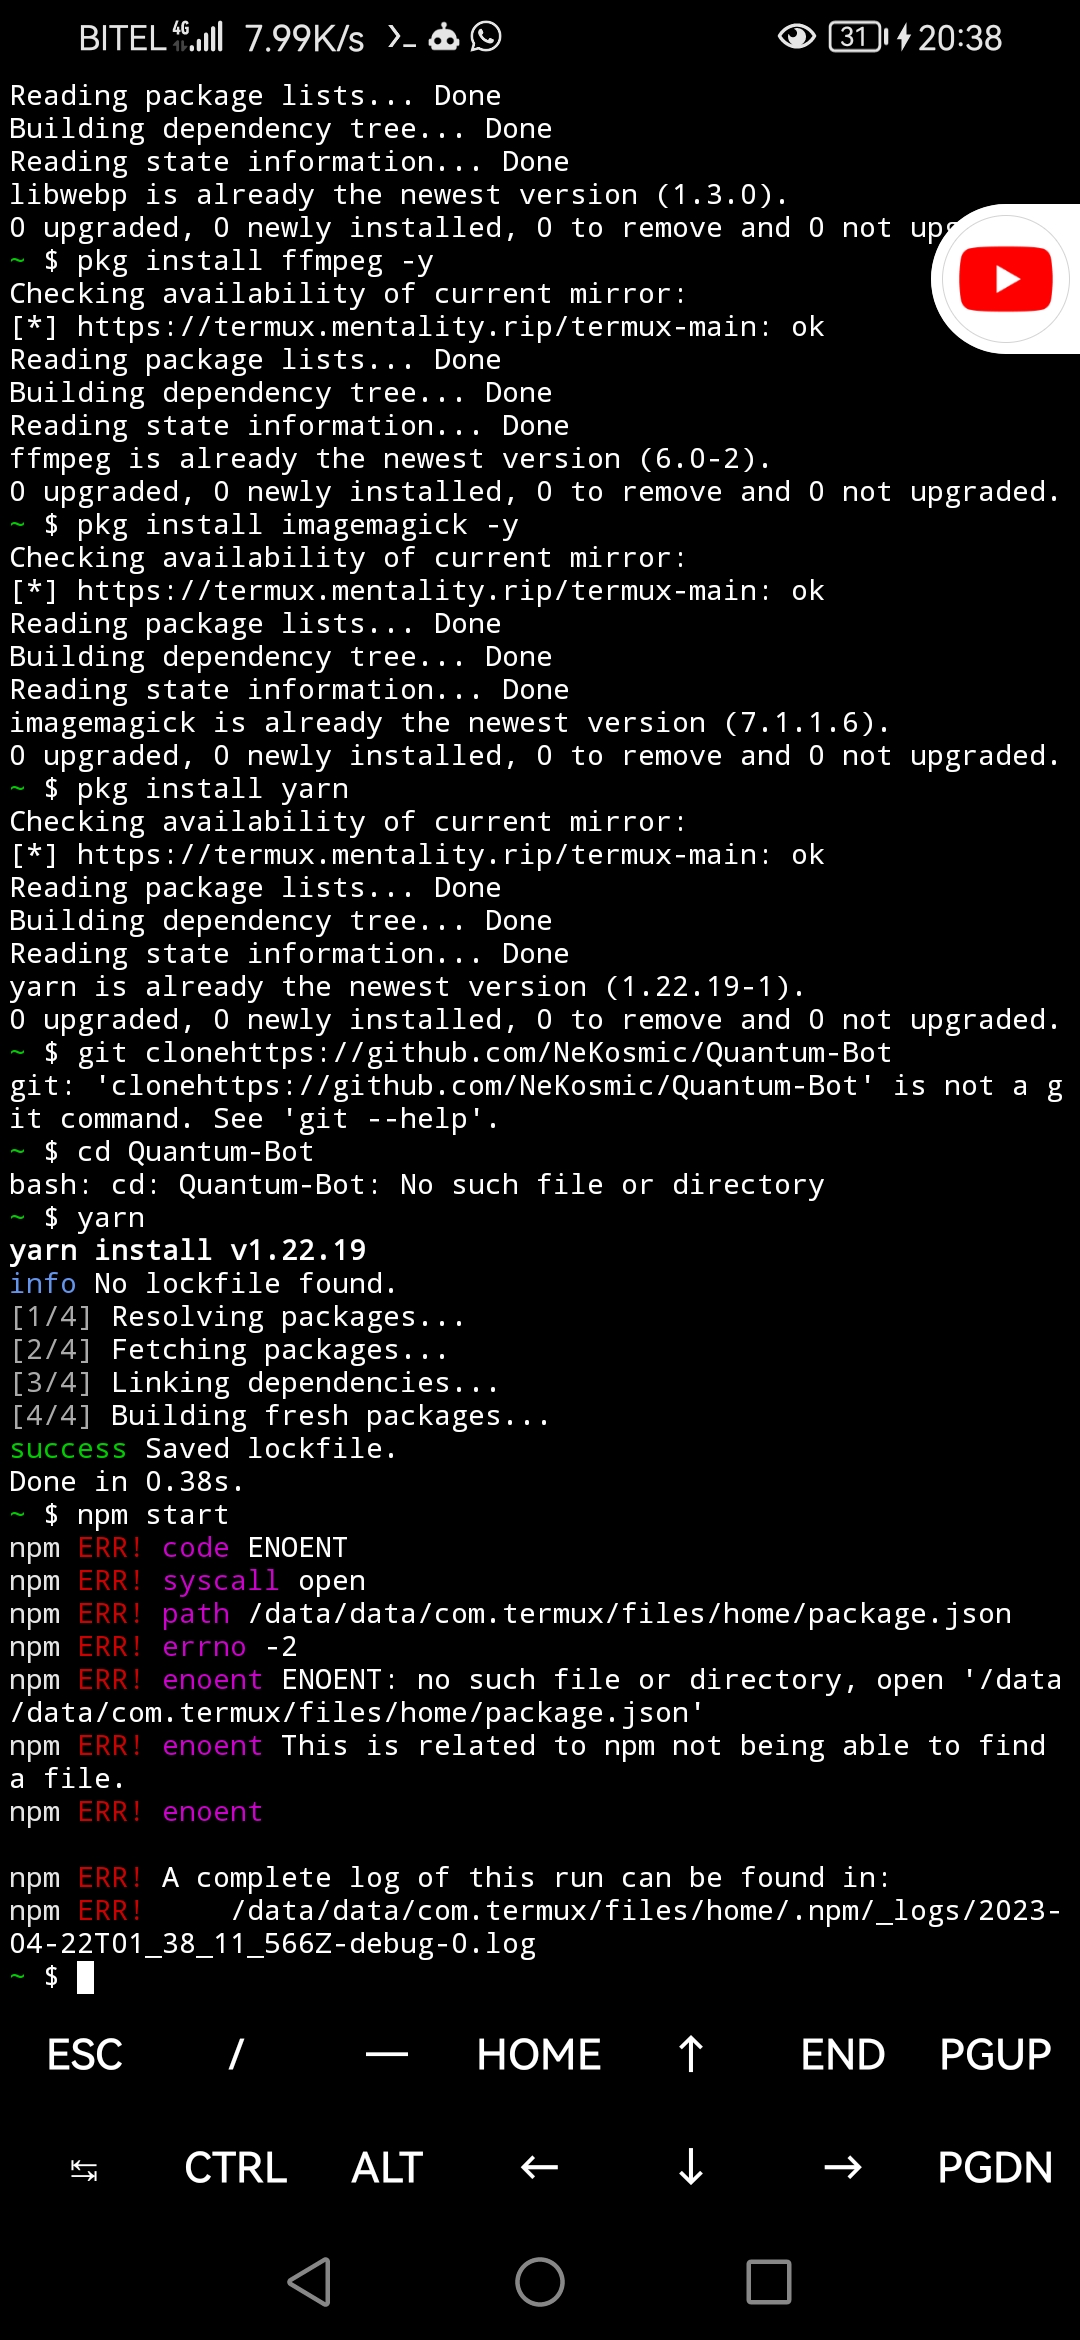 BITEL 4G 7.99K/s 31 20:38
Reading package lists... Done
Building dependency tree... Done
Reading state information... Done
libwebp is already the newest version (1.3.0).
0 upgraded, 0 newly installed, 0 to remove and 0 not upg
~ $ pkg install ffmpeg -y
Checking availability of current mirror:
[*] https://termux.mentality.rip/termux-main: ok
Reading package lists... Done
Building dependency tree... Done
Reading state information... Done
ffmpeg is already the newest version (6.0-2).
0 upgraded, 0 newly installed, 0 to remove and 0 not upgraded.
~ $ pkg install imagemagick -y
Checking availability of current mirror:
[*] https://termux.mentality.rip/termux-main: ok
Reading package lists... Done
Building dependency tree... Done
Reading state information... Done
imagemagick is already the newest version (7.1.1.6).
0 upgraded, 0 newly installed, 0 to remove and 0 not upgraded.
~ $ pkg install yarn
Checking availability of current mirror:
[*] https://termux.mentality.rip/termux-main: ok
Reading package lists... Done
Building dependency tree... Done
Reading state information... Done
yarn is already the newest version (1.22.19-1).
0 upgraded, 0 newly installed, 0 to remove and 0 not upgraded.
~ $ git clonehttps://github.com/NeKosmic/Quantum-Bot
git: 'clonehttps://github.com/NeKosmic/Quantum-Bot' is not a g
it command. See 'git --help'.
~ $ cd Quantum-Bot
bash: cd: Quantum-Bot: No such file or directory
~ $ yarn
yarn install v1.22.19
info No lockfile found.
[1/4] Resolving packages...
[2/4] Fetching packages...
[3/4] Linking dependencies...
[4/4] Building fresh packages...
success Saved lockfile.
Done in 0.38s.
~ $ npm start
npm ERR! code ENOENT
npm ERR! syscall open
npm ERR! path /data/data/com.termux/files/home/package.json
npm ERR! errno -2
npm ERR! enoent ENOENT: no such file or directory, open '/data
/data/com.termux/files/home/package.json'
npm ERR! enoent This is related to npm not being able to find
a file.
npm ERR! enoent
npm ERR! A complete log of this run can be found in:
npm ERR!     /data/data/com.termux/files/home/.npm/_logs/2023-
04-22T01_38_11_566Z-debug-0.log
~ $
ESC / — HOME ↑ END PGUP
↹ CTRL ALT ← ↓ → PGDN